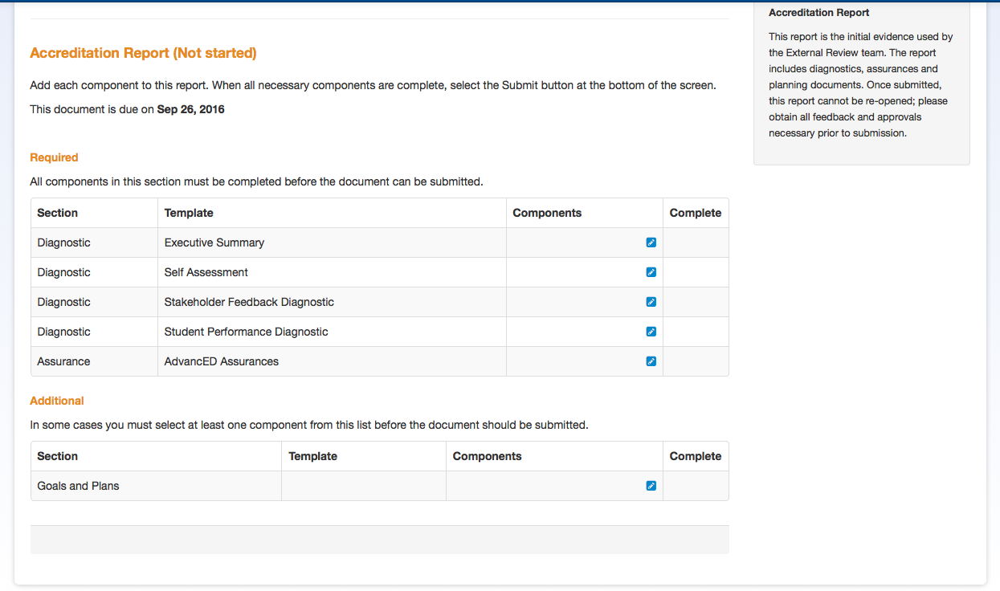 Accreditation Report (Not started)
Add each component to this report. When all necessary components are complete, select the Submit button at the bottom of the screen.
This document is due on Sep 26, 2016
Required
All components in this section must be completed before the document can be submitted.
Section Template Components Complete
Diagnostic Executive Summary
Diagnostic Self Assessment
Diagnostic Stakeholder Feedback Diagnostic
Diagnostic Student Performance Diagnostic
Assurance AdvancED Assurances
Additional
In some cases you must select at least one component from this list before the document should be submitted.
Section Template Components Complete
Goals and Plans
Accreditation Report
This report is the initial evidence used by
the External Review team. The report
includes diagnostics, assurances and
planning documents. Once submitted,
this report cannot be re-opened; please
obtain all feedback and approvals
necessary prior to submission.